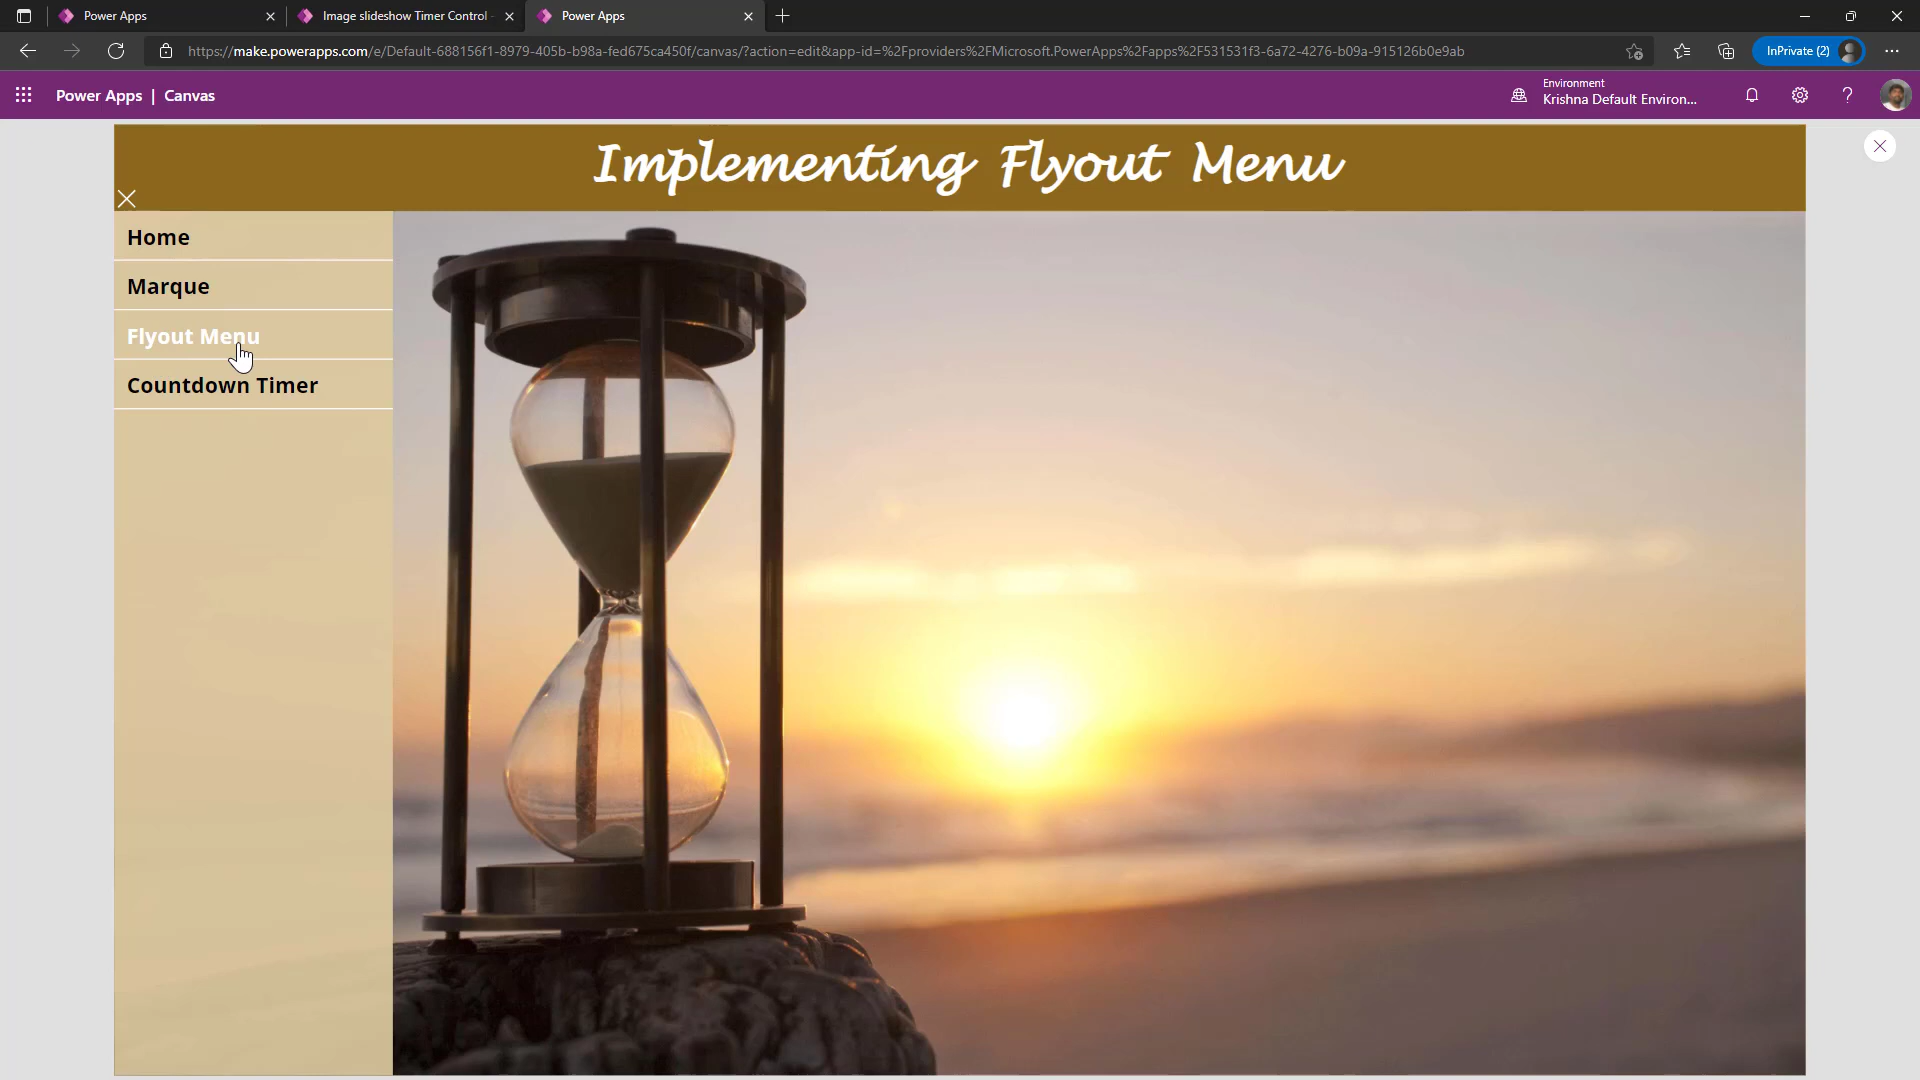 Power Apps
Image slideshow Timer Control -
Power Apps
https://make.powerapps.com/e/Default-688156f1-8979-405b-b98a-fed675ca450f/canvas/?action=edit&app-id=%2Fproviders%2FMicrosoft.PowerApps%2Fapps%2F531531f3-6a72-4276-b09a-915126b0e9ab
InPrivate (2)
Power Apps | Canvas
Environment
Krishna Default Environ...
Implementing Flyout Menu
Home
Marque
Flyout Menu
Countdown Timer